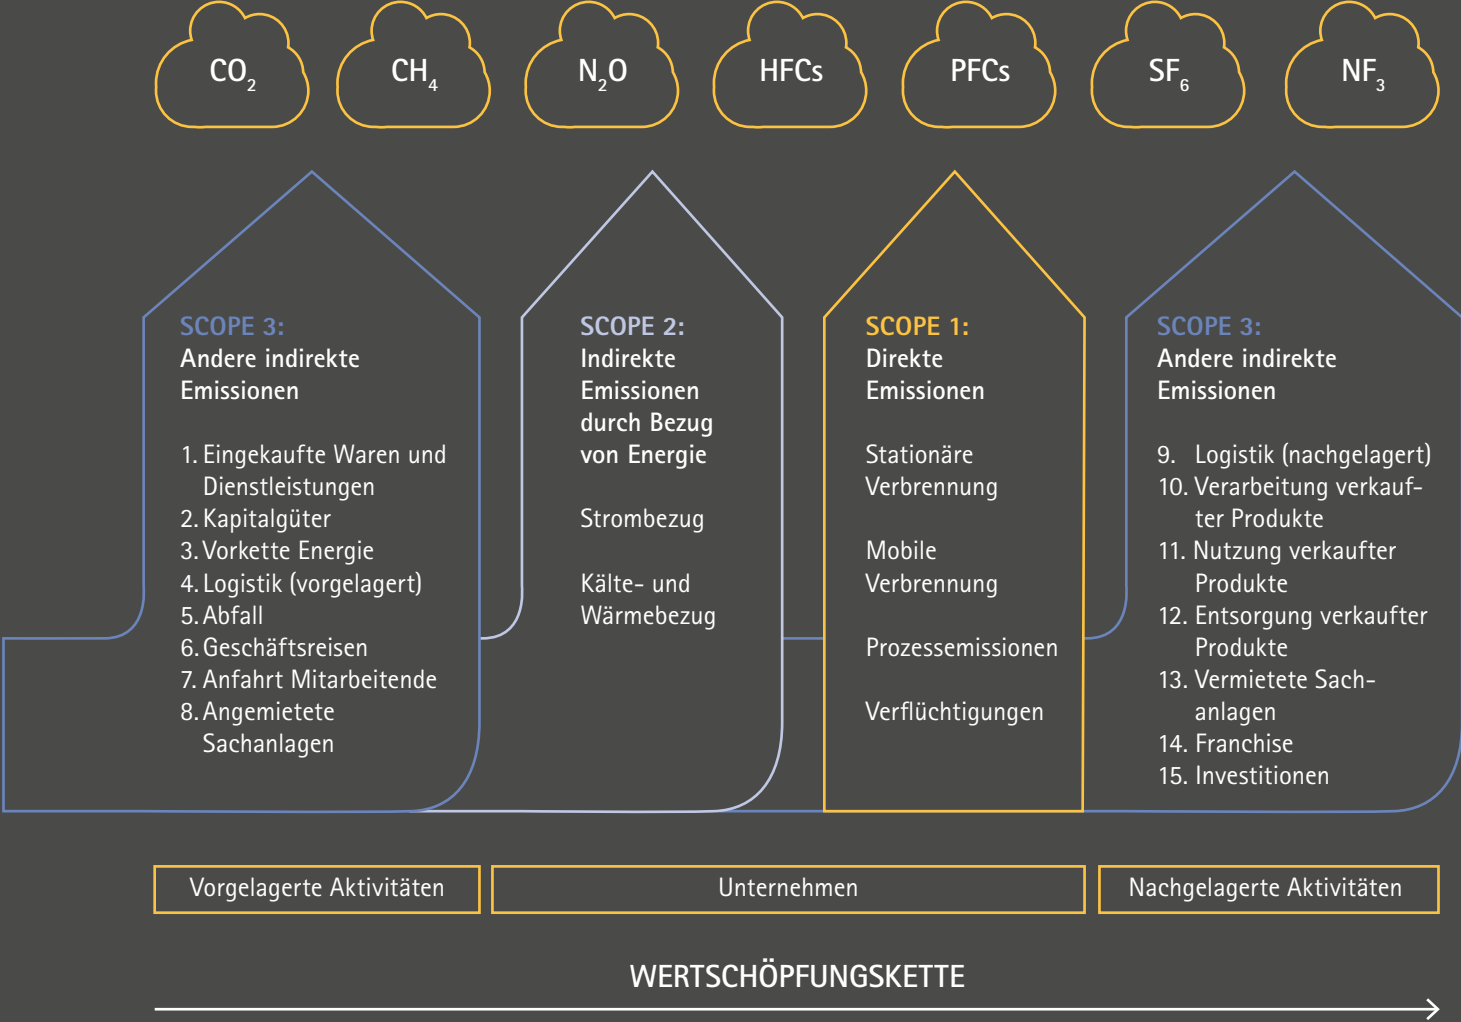 CO₂
CH₄
N₂O
HFCs
PFCs
SF₆
NF₃
SCOPE 3:
Andere indirekte
Emissionen
1. Eingekaufte Waren und
Dienstleistungen
2. Kapitalgüter
3. Vorkette Energie
4. Logistik (vorgelagert)
5. Abfall
6. Geschäftsreisen
7. Anfahrt Mitarbeitende
8. Angemietete
Sachanlagen
SCOPE 2:
Indirekte
Emissionen
durch Bezug
von Energie
Strombezug
Kälte- und
Wärmebezug
SCOPE 1:
Direkte
Emissionen
Stationäre
Verbrennung
Mobile
Verbrennung
Prozessemissionen
Verflüchtigungen
SCOPE 3:
Andere indirekte
Emissionen
9. Logistik (nachgelagert)
10. Verarbeitung verkauf-
ter Produkte
11. Nutzung verkaufter
Produkte
12. Entsorgung verkaufter
Produkte
13. Vermietete Sach-
anlagen
14. Franchise
15. Investitionen
Vorgelagerte Aktivitäten
Unternehmen
Nachgelagerte Aktivitäten
WERTSCHÖPFUNGSKETTE